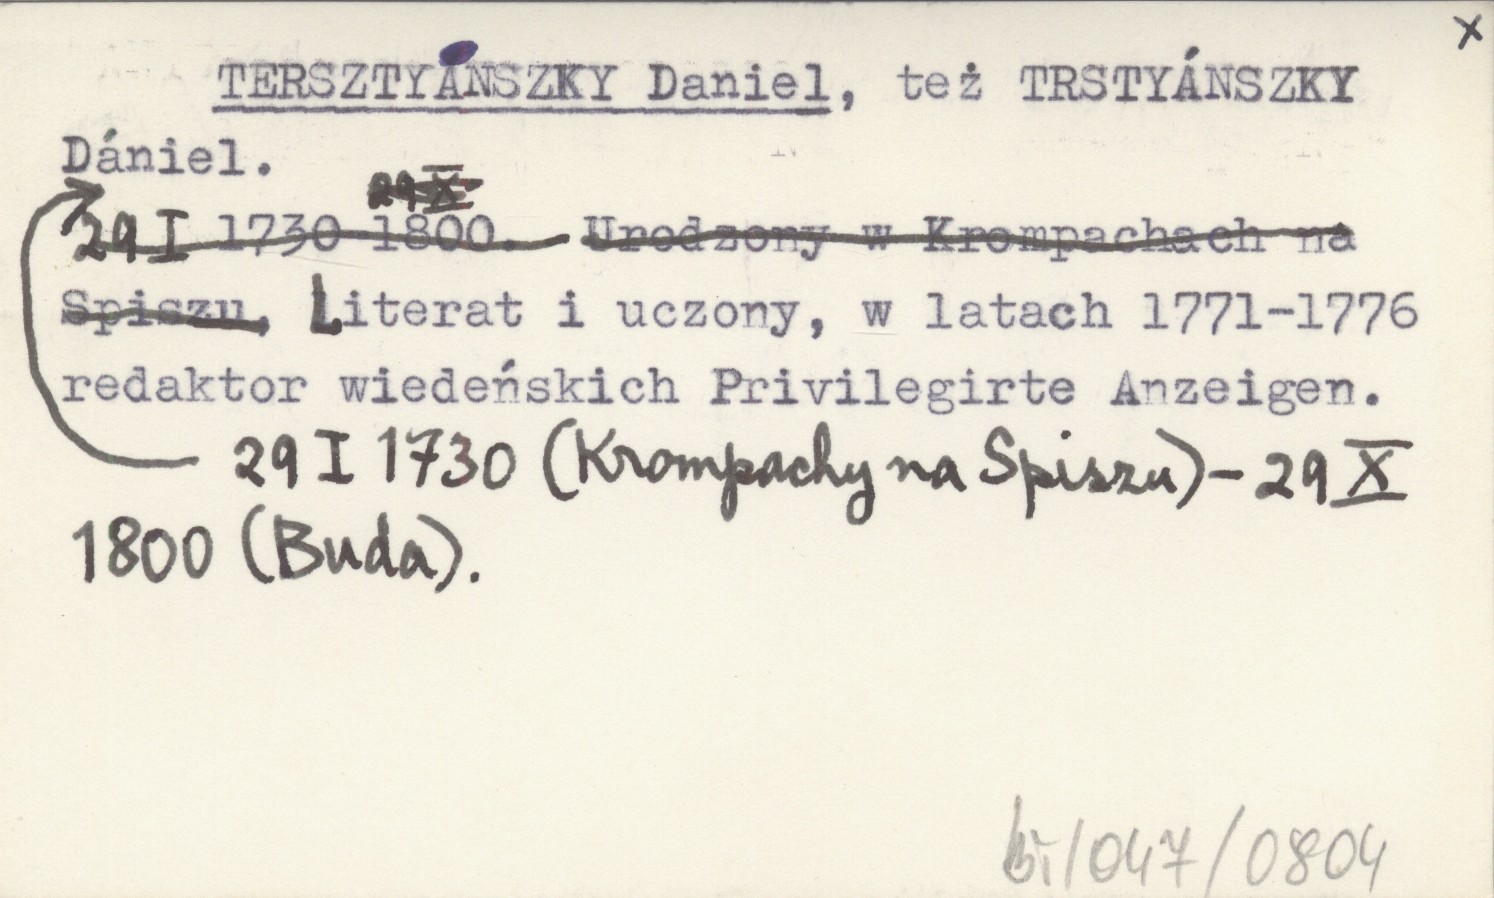 x
TERSZTYÁNSZKY Daniel, też TRSTYÁNSZKY
Dániel.
29 X
29 I 1730 1800. Urodzony w Krompachach na
Spiszu, Literat i uczony, w latach 1771-1776
redaktor wiedeńskich Privilegirte Anzeigen.
29 I 1730 (Krompachy na Spiszu) - 29 X
1800 (Buda).
/047/0804